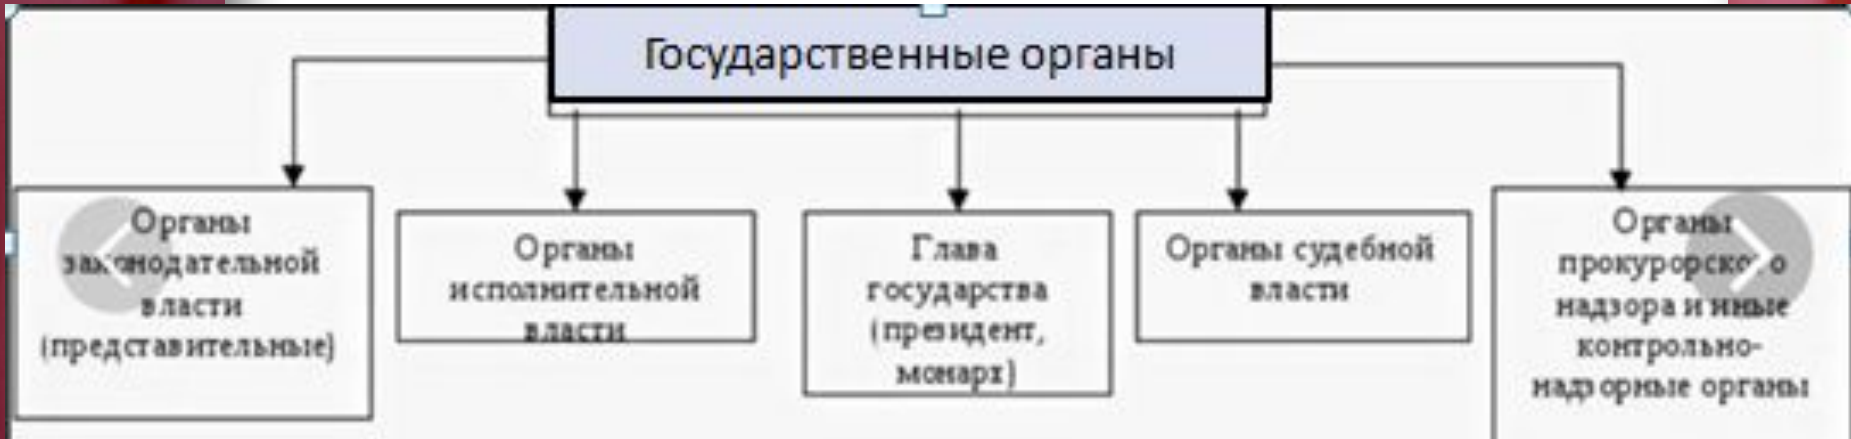 Государственные органы
Органы
законодательной
власти
(представительные)
Органы
исполнительной
власти
Глава
государства
(президент,
монарх)
Органы судебной
власти
Органы
прокурорского
надзора и иные
контрольно-
надзорные органы